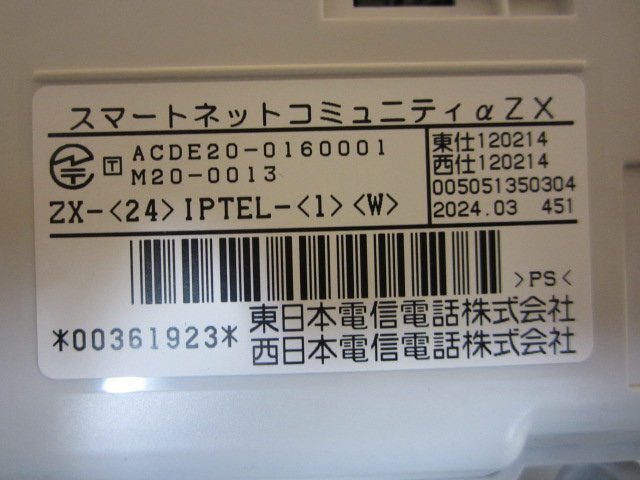 スマートネットコミュニティαZX
T ACDE20-0160001
M20-0013
ZX-<24>IPTEL-<1><W>
東仕120214
西仕120214
005051350304
2024.03 451
>PS<
*00361923*
東日本電信電話株式会社
西日本電信電話株式会社